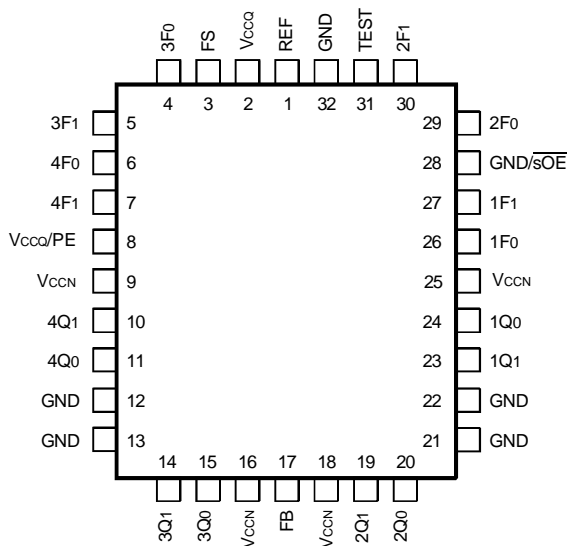 3F0 FS VCCQ REF GND TEST 2F1
4 3 2 1 32 31 30
3F1 5 29 2F0
4F0 6 28 GND/sOE
4F1 7 27 1F1
VCCQ/PE 8 26 1F0
VCCN 9 25 VCCN
4Q1 10 24 1Q0
4Q0 11 23 1Q1
GND 12 22 GND
GND 13 21 GND
14 15 16 17 18 19 20
3Q1 3Q0 VCCN FB VCCN 2Q1 2Q0